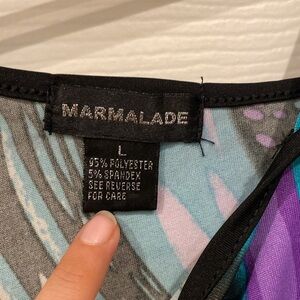 MARMALADE
L
95% POLYESTER
5% SPANDEX
SEE REVERSE
FOR CARE